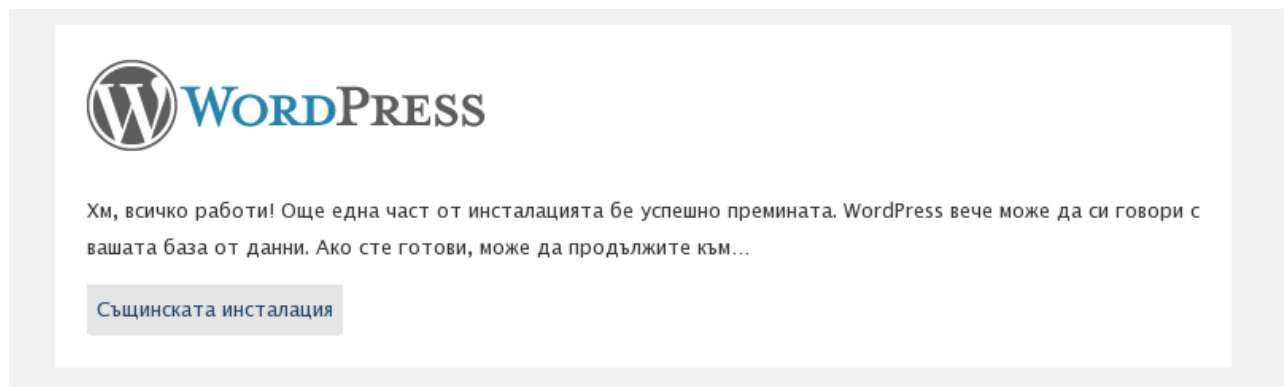 WORDPRESS
Хм, всичко работи! Още една част от инсталацията бе успешно премината. WordPress вече може да си говори с
вашата база от данни. Ако сте готови, може да продължите към…
Същинската инсталация